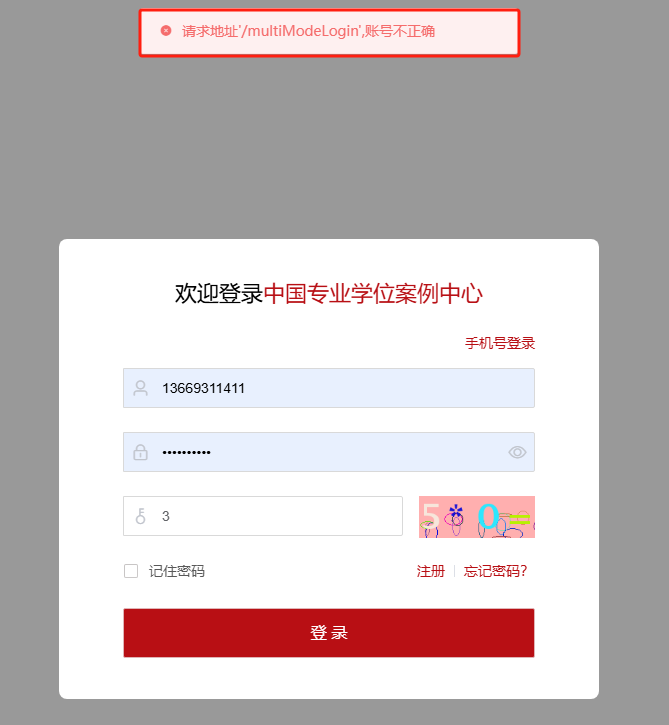 请求地址'/multiModeLogin',账号不正确
欢迎登录中国专业学位案例中心
手机号登录
13669311411
••••••••••
3
5*0=
记住密码 注册 忘记密码?
登 录